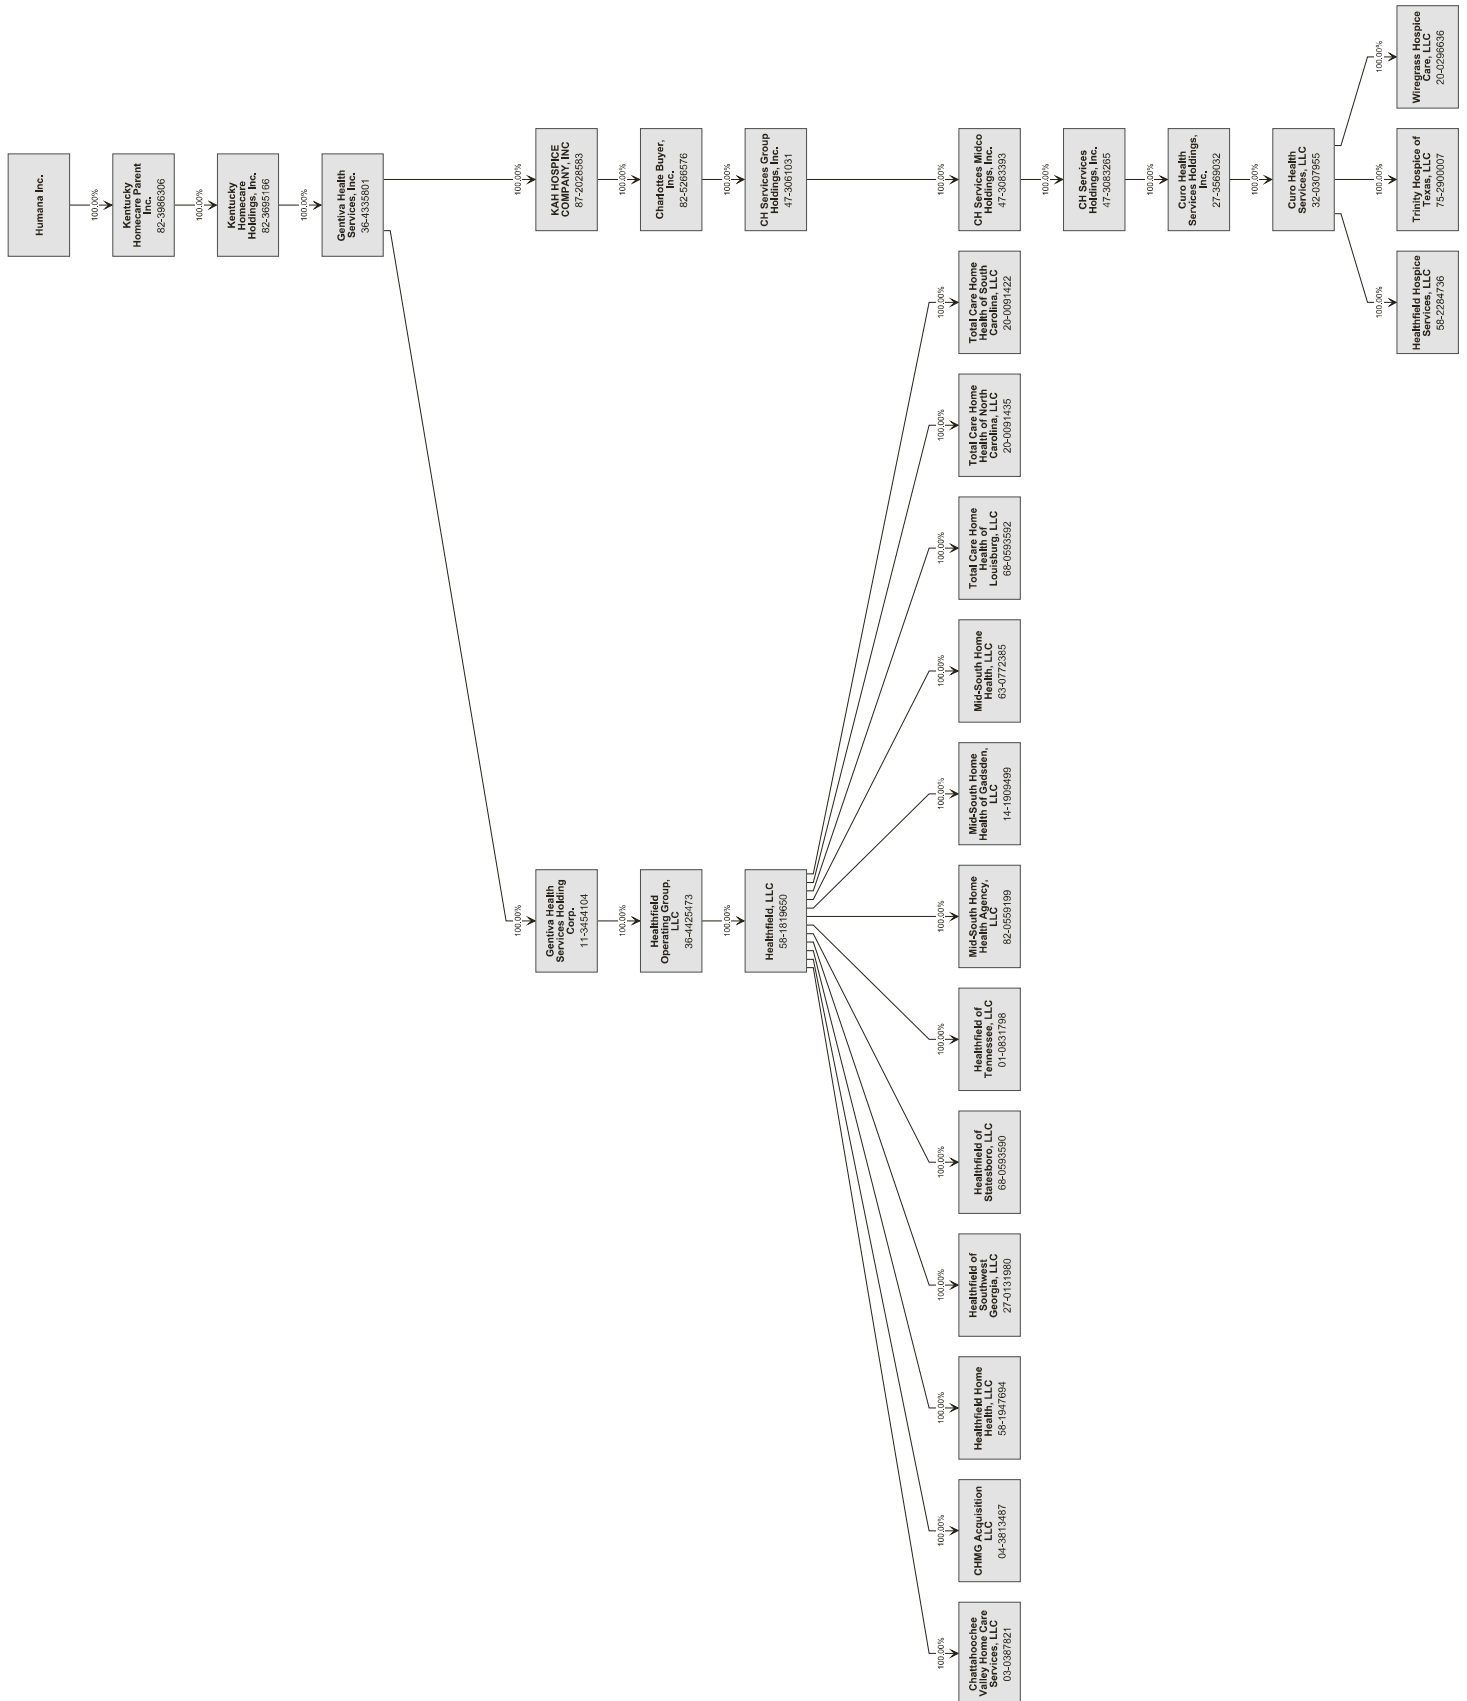 Humana Inc.
100.00%
Kentucky
Homecare Parent
Inc.
82-3986306
100.00%
Kentucky
Homecare
Holdings, Inc.
82-3695166
100.00%
Gentiva Health
Services, Inc.
36-4335801
100.00%
Gentiva Health
Services Holding
Corp.
11-3454104
100.00%
KAH HOSPICE
COMPANY, INC
87-2028583
100.00%
Healthfield
Operating Group,
LLC
36-4425473
100.00%
Charlotte Buyer,
Inc.
82-5266576
100.00%
Healthfield, LLC
58-1819650
100.00%
CH Services Group
Holdings, Inc.
47-3061031
100.00%
Chattahoochee
Valley Home Care
Services, LLC
03-0387821
100.00%
CHMG Acquisition
LLC
04-3813487
100.00%
Healthfield Home
Health, LLC
58-1947694
100.00%
Healthfield of
Southwest
Georgia, LLC
27-0131980
100.00%
Healthfield of
Statesboro, LLC
68-0593590
100.00%
Healthfield of
Tennessee, LLC
01-0831798
100.00%
Mid-South Home
Health Agency,
LLC
82-0559199
100.00%
Mid-South Home
Health of Gadsden,
LLC
14-1909499
100.00%
Mid-South Home
Health, LLC
63-0772385
100.00%
Total Care Home
Health of
Louisburg, LLC
68-0593592
100.00%
Total Care Home
Health of North
Carolina, LLC
20-0091435
100.00%
Total Care Home
Health of South
Carolina, LLC
20-0091422
100.00%
CH Services Midco
Holdings, Inc.
47-3083393
100.00%
CH Services
Holdings, Inc.
47-3083265
100.00%
Curo Health
Services Holdings,
Inc.
27-3569032
100.00%
Curo Health
Services, LLC
32-0307955
100.00%
Healthfield Hospice
Services, LLC
58-2284736
100.00%
Trinity Hospice of
Texas, LLC
75-2900007
100.00%
Wiregrass Hospice
Care, LLC
20-0296636